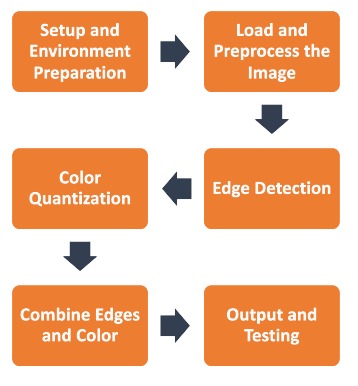 Setup and
Environment
Preparation
Load and
Preprocess the
Image
Edge Detection
Color
Quantization
Combine Edges
and Color
Output and
Testing